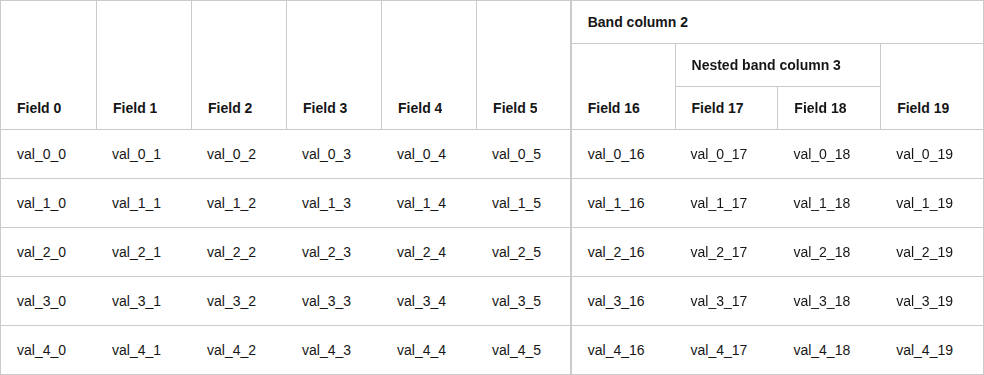 Band column 2
Nested band column 3
Field 0 Field 1 Field 2 Field 3 Field 4 Field 5 Field 16 Field 17 Field 18 Field 19
val_0_0 val_0_1 val_0_2 val_0_3 val_0_4 val_0_5 val_0_16 val_0_17 val_0_18 val_0_19
val_1_0 val_1_1 val_1_2 val_1_3 val_1_4 val_1_5 val_1_16 val_1_17 val_1_18 val_1_19
val_2_0 val_2_1 val_2_2 val_2_3 val_2_4 val_2_5 val_2_16 val_2_17 val_2_18 val_2_19
val_3_0 val_3_1 val_3_2 val_3_3 val_3_4 val_3_5 val_3_16 val_3_17 val_3_18 val_3_19
val_4_0 val_4_1 val_4_2 val_4_3 val_4_4 val_4_5 val_4_16 val_4_17 val_4_18 val_4_19